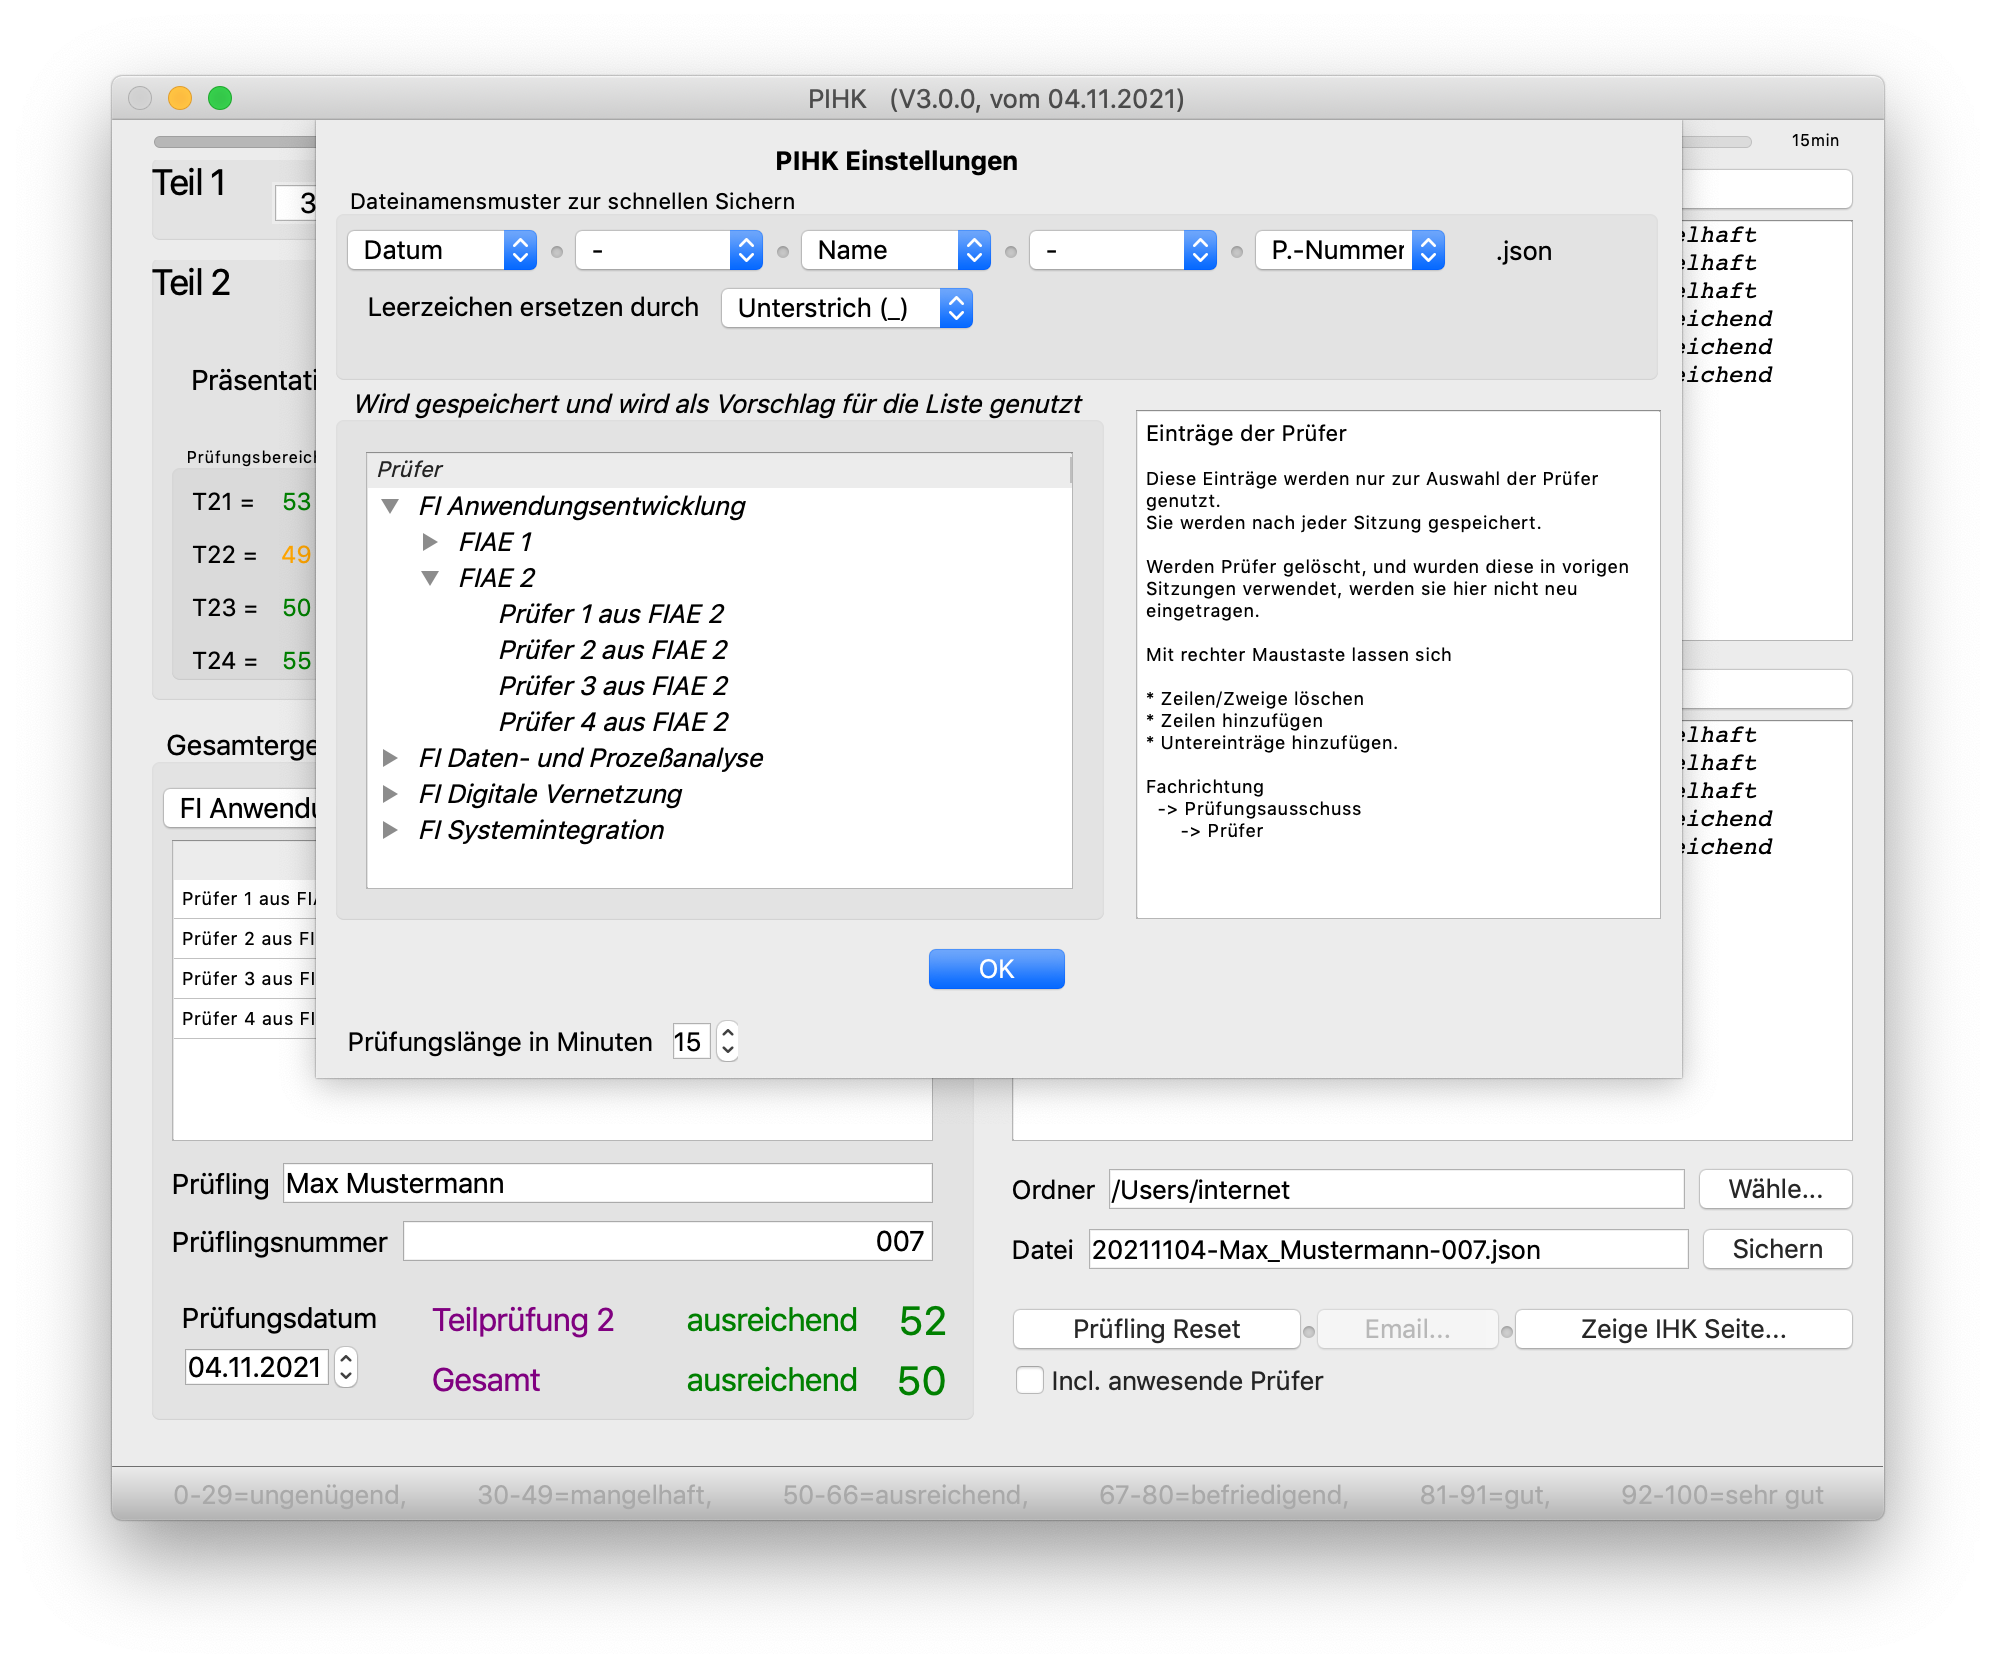 PIHK (V3.0.0, vom 04.11.2021)
15min
PIHK Einstellungen
Dateinamensmuster zur schnellen Sichern
Datum - Name - P.-Nummer .json
Leerzeichen ersetzen durch Unterstrich (_)
Wird gespeichert und wird als Vorschlag für die Liste genutzt
Prüfer
FI Anwendungsentwicklung
FIAE 1
FIAE 2
Prüfer 1 aus FIAE 2
Prüfer 2 aus FIAE 2
Prüfer 3 aus FIAE 2
Prüfer 4 aus FIAE 2
FI Daten- und Prozeßanalyse
FI Digitale Vernetzung
FI Systemintegration
Einträge der Prüfer
Diese Einträge werden nur zur Auswahl der Prüfer
genutzt.
Sie werden nach jeder Sitzung gespeichert.
Werden Prüfer gelöscht, und wurden diese in vorigen
Sitzungen verwendet, werden sie hier nicht neu
eingetragen.
Mit rechter Maustaste lassen sich
* Zeilen/Zweige löschen
* Zeilen hinzufügen
* Untereinträge hinzufügen.
Fachrichtung
-> Prüfungsausschuss
-> Prüfer
OK
Prüfungslänge in Minuten 15
Teil 1
3
Teil 2
Präsentati
Prüfungsbereich
T21 = 53
T22 = 49
T23 = 50
T24 = 55
Gesamterge
FI Anwendu
Prüfer 1 aus FIA
Prüfer 2 aus FI
Prüfer 3 aus FI
Prüfer 4 aus FI
elhaft
elhaft
elhaft
eichend
eichend
eichend
elhaft
elhaft
elhaft
eichend
eichend
Prüfling Max Mustermann
Prüflingsnummer 007
Prüfungsdatum
04.11.2021
Teilprüfung 2 ausreichend 52
Gesamt ausreichend 50
Ordner /Users/internet Wähle...
Datei 20211104-Max_Mustermann-007.json Sichern
Prüfling Reset Email... Zeige IHK Seite...
Incl. anwesende Prüfer
0-29=ungenügend, 30-49=mangelhaft, 50-66=ausreichend, 67-80=befriedigend, 81-91=gut, 92-100=sehr gut